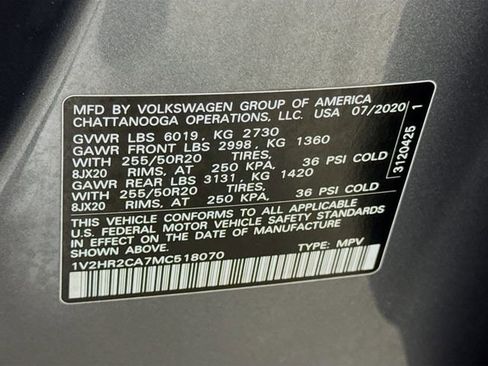 MFD BY VOLKSWAGEN GROUP OF AMERICA
CHATTANOOGA OPERATIONS, LLC. USA 07/2020
GVWR LBS 6019, KG 2730
GAWR FRONT LBS 2998, KG 1360
WITH 255/50R20 TIRES,
8JX20 RIMS, AT 250 KPA, 36 PSI COLD
GAWR REAR LBS 3131, KG 1420
WITH 255/50R20 TIRES,
8JX20 RIMS, AT 250 KPA, 36 PSI COLD
THIS VEHICLE CONFORMS TO ALL APPLICABLE
U.S. FEDERAL MOTOR VEHICLE SAFETY STANDARDS
IN EFFECT ON THE DATE OF MANUFACTURE
SHOWN ABOVE.
1V2HR2CA7MC518070 TYPE: MPV
3120425 1